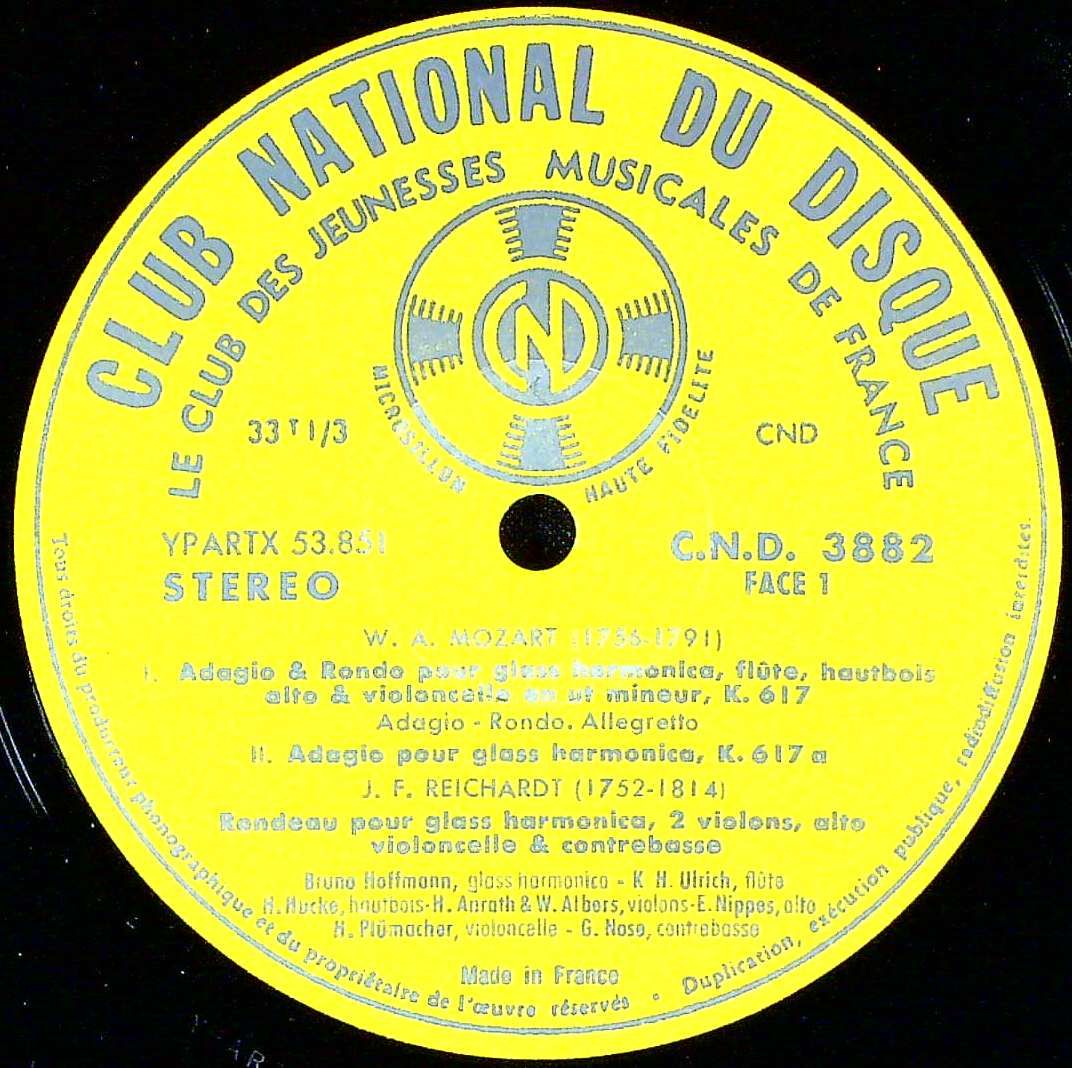 CLUB NATIONAL DU DISQUE
LE CLUB DES JEUNESSES MUSICALES DE FRANCE
CN
MICROSILLON HAUTE FIDELITE
33 T 1/3
CND
YPARTX 53.851
STEREO
C.N.D. 3882
FACE 1
W. A. MOZART (1756-1791)
I. Adagio & Rondo pour glass harmonica, flûte, hautbois
alto & violoncelle en ut mineur, K. 617
Adagio - Rondo. Allegretto
II. Adagio pour glass harmonica, K. 617 a
J. F. REICHARDT (1752-1814)
Rondeau pour glass harmonica, 2 violons, alto
violoncelle & contrebasse
Bruno Hoffmann, glass harmonica - K H. Ulrich, flûte
H. Hucke, hautbois - H. Anrath & W. Albers, violons - E. Nippes, alto
H. Plümacher, violoncelle - G. Nose, contrebasse
Made in France
Tous droits du producteur phonographique et du propriétaire de l'œuvre réservés • Duplication, exécution publique, radiodiffusion interdites.